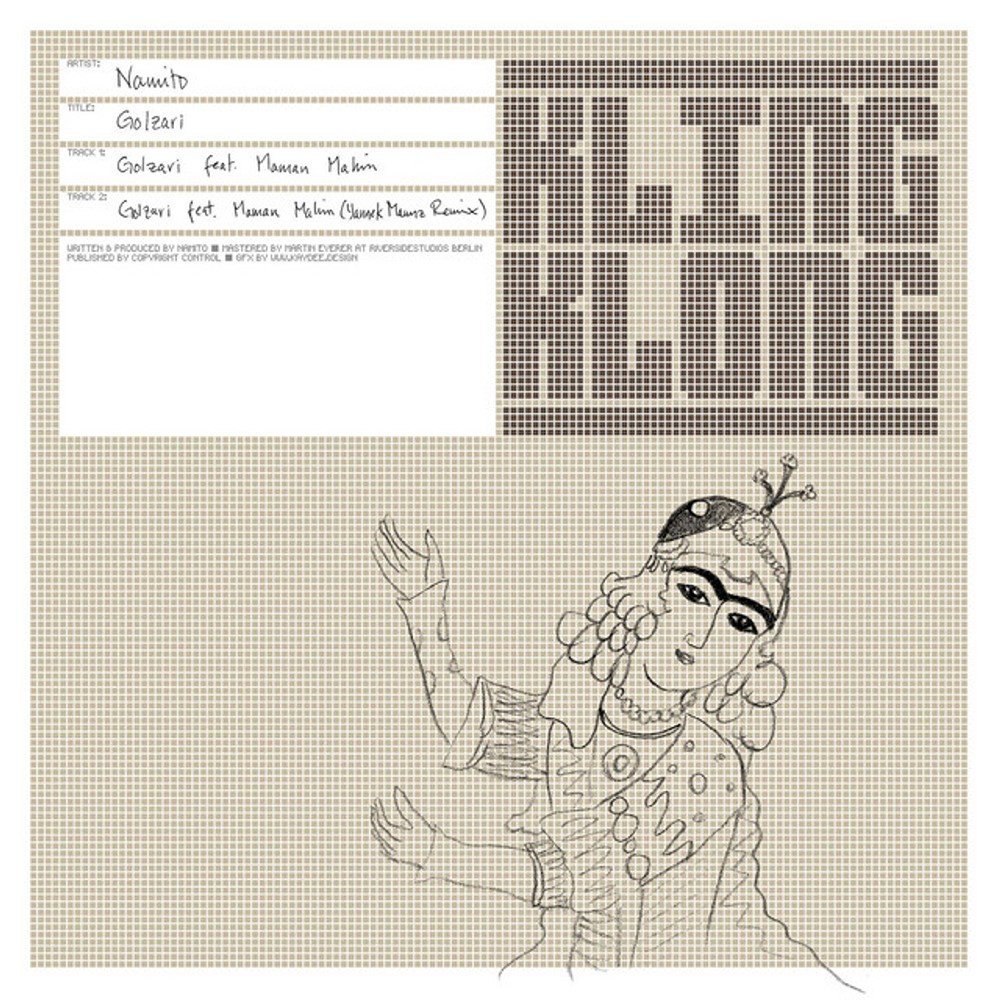 ARTIST:
Namito
TITLE:
Golzari
TRACK 1:
Golzari feat. Maman Mahin
TRACK 2:
Golzari feat. Maman Mahin (Yannek Maunz Remix)
WRITTEN & PRODUCED BY NAMITO ■ MASTERED BY MARTIN EYERER AT RIVERSIDESTUDIOS BERLIN
PUBLISHED BY COPYRIGHT CONTROL ■ GFX BY WWW.KAYDEE.DESIGN
KLING
KLONG